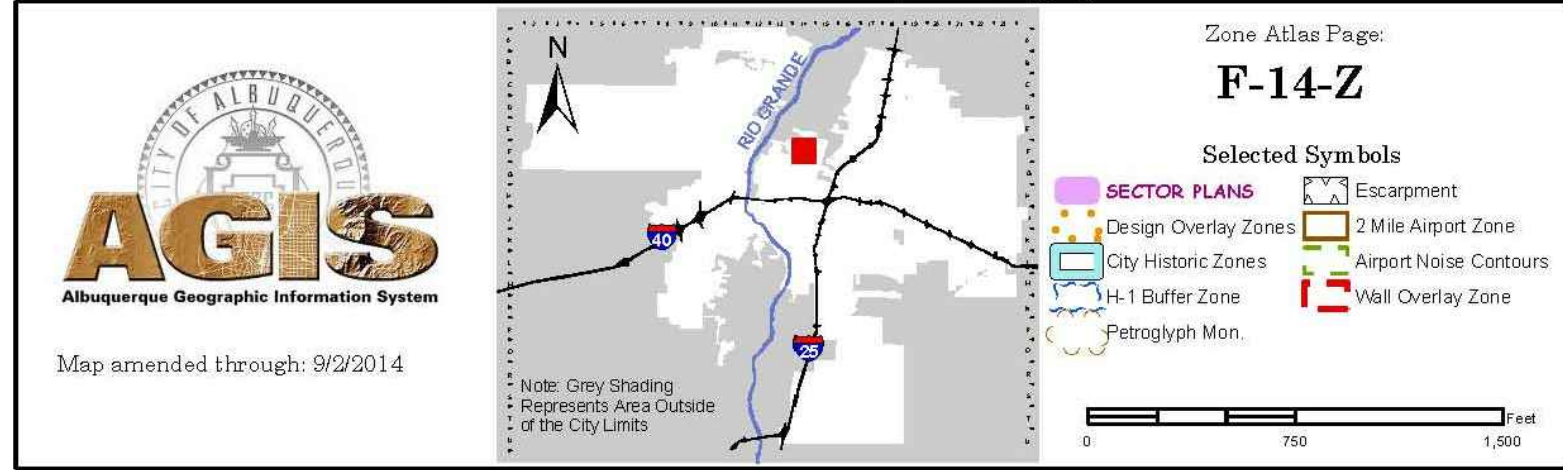 CITY OF ALBUQUERQUE
AGIS
Albuquerque Geographic Information System
Map amended through: 9/2/2014
N
RIO GRANDE
40
25
Note: Grey Shading
Represents Area Outside
of the City Limits
Zone Atlas Page:
F-14-Z
Selected Symbols
SECTOR PLANS
Design Overlay Zones
City Historic Zones
H-1 Buffer Zone
Petroglyph Mon.
Escarpment
2 Mile Airport Zone
Airport Noise Contours
Wall Overlay Zone
Feet
0 750 1,500